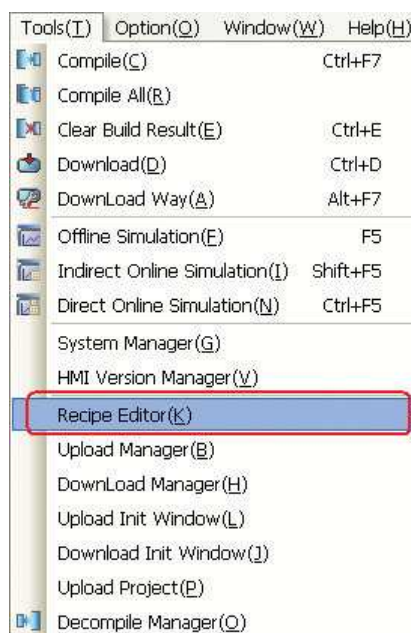 Tools(T) Option(O) Window(W) Help(H)
Compile(C) Ctrl+F7
Compile All(R)
Clear Build Result(E) Ctrl+E
Download(D) Ctrl+D
DownLoad Way(A) Alt+F7
Offline Simulation(F) F5
Indirect Online Simulation(I) Shift+F5
Direct Online Simulation(N) Ctrl+F5
System Manager(G)
HMI Version Manager(V)
Recipe Editor(K)
Upload Manager(B)
DownLoad Manager(H)
Upload Init Window(L)
Download Init Window(J)
Upload Project(P)
Decompile Manager(O)